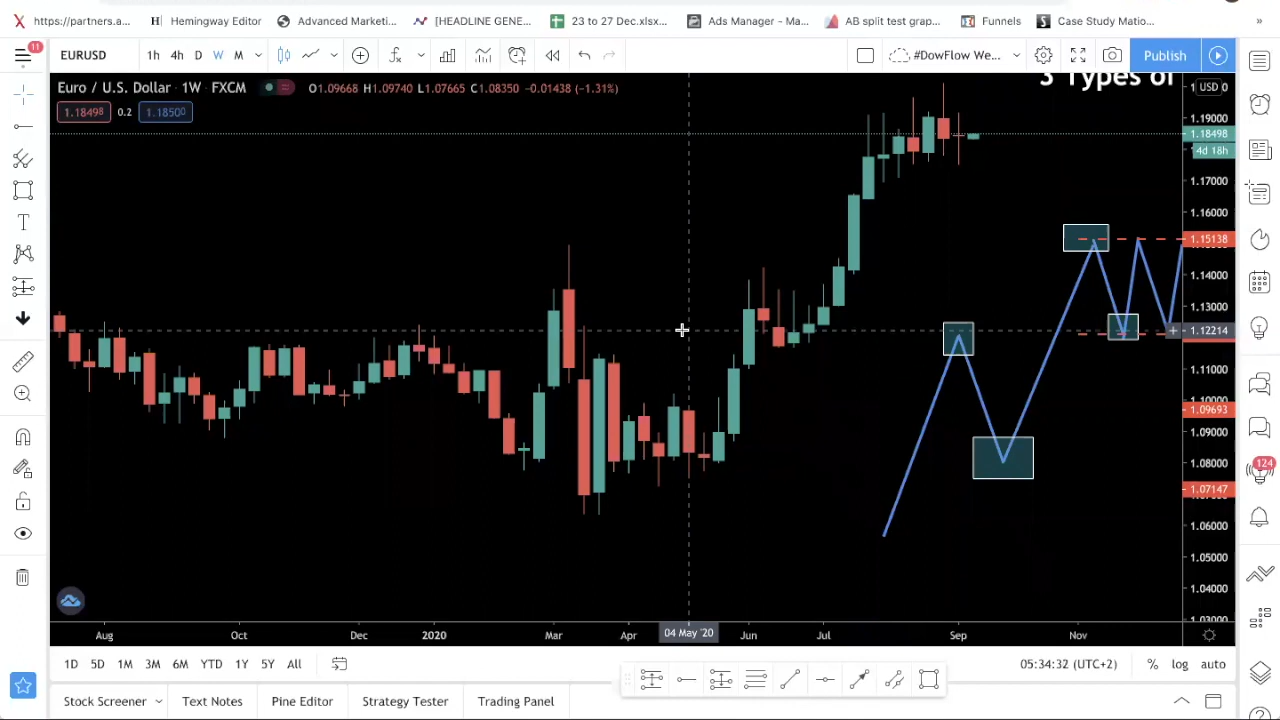 https://partners.a...
Hemingway Editor
Advanced Marketi...
[HEADLINE GENE...
23 to 27 Dec.xlsx...
Ads Manager - Ma...
AB split test grap...
Funnels
Case Study Matio...
»
11
EURUSD
1h 4h D W M
#DowFlow We...
Publish
3 Types of
Euro / U.S. Dollar · 1W · FXCM
O1.09668 H1.09740 L1.07665 C1.08350 -0.01438 (-1.31%)
USD
1.18498 0.2 1.18500
1.19000
1.18498
4d 18h
1.17000
1.16000
1.15138
1.14000
1.13000
1.12214
1.11000
1.10000
1.09693
1.09000
1.08000
1.07147
1.06000
1.05000
1.04000
1.03000
124
Aug Oct Dec 2020 Mar Apr 04 May '20 Jun Jul Sep Nov
1D 5D 1M 3M 6M YTD 1Y 5Y All
05:34:32 (UTC+2) % log auto
Stock Screener Text Notes Pine Editor Strategy Tester Trading Panel